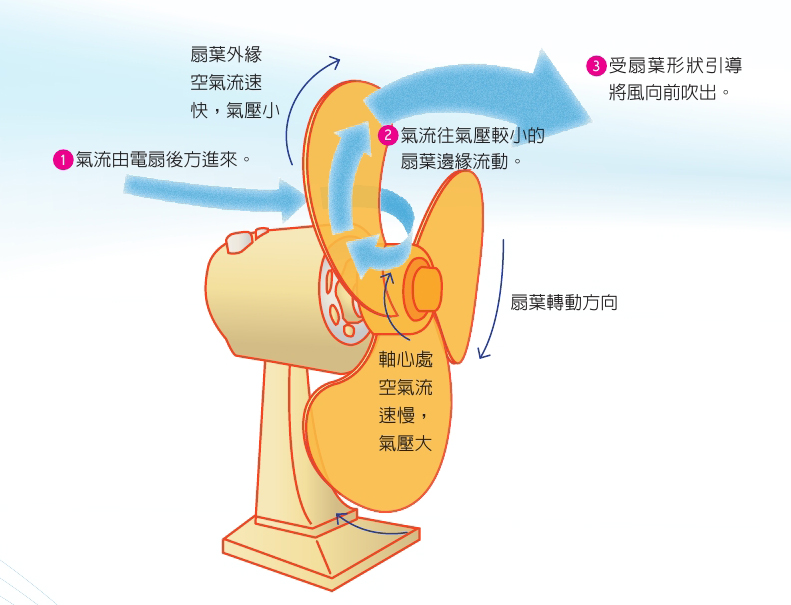 扇葉外緣
空氣流速
快，氣壓小
3 受扇葉形狀引導
將風向前吹出。
2 氣流往氣壓較小的
扇葉邊緣流動。
1 氣流由電扇後方進來。
扇葉轉動方向
軸心處
空氣流
速慢，
氣壓大